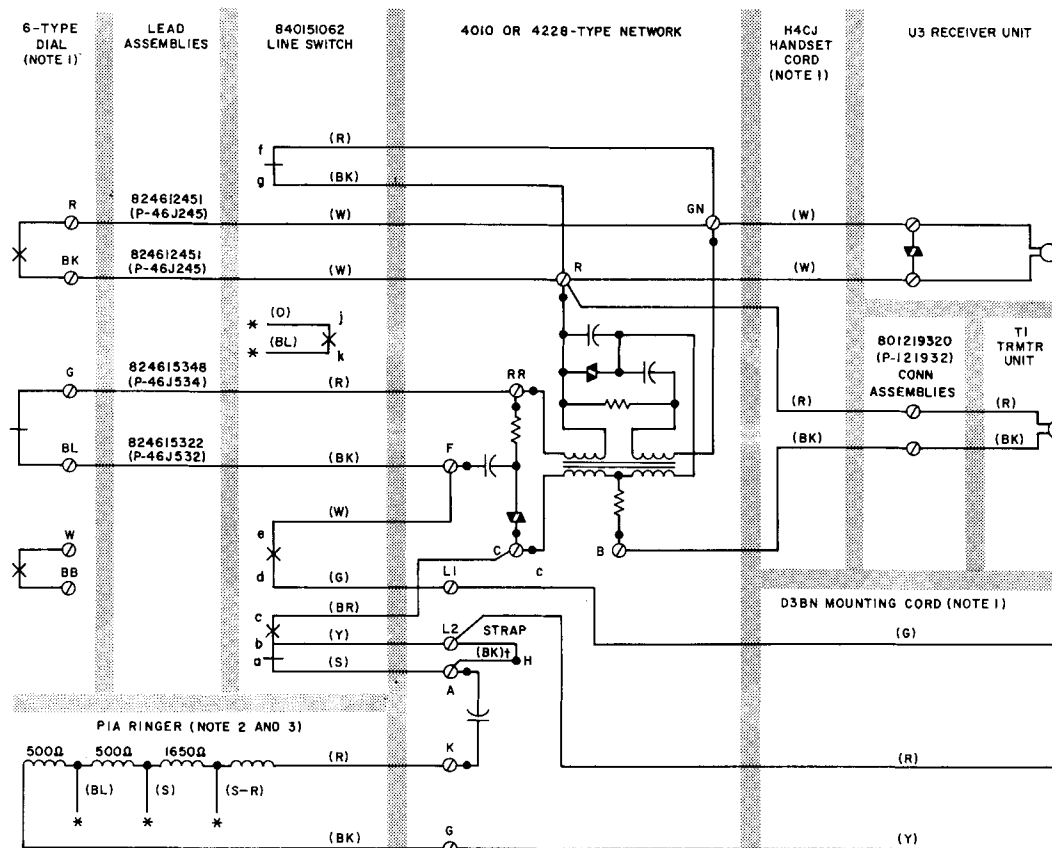 6-TYPE
DIAL
(NOTE 1)
LEAD
ASSEMBLIES
840151062
LINE SWITCH
4010 OR 4228-TYPE NETWORK
H4CJ
HANDSET
CORD
(NOTE 1)
U3 RECEIVER UNIT
f
(R)
g
(BK)
R
824612451
(P-46J245)
(W)
GN
(W)
BK
824612451
(P-46J245)
(W)
R
(W)
* (O) j
* (BL) k
801219320
(P-121932)
CONN
ASSEMBLIES
T1
TRMTR
UNIT
G
824615348
(P-46J534)
(R)
RR
(R)
(R)
BL
824615322
(P-46J532)
(BK)
F
(BK)
(BK)
(W)
e
W
BB
C
c
B
d
(G)
L1
c
(BR)
D3BN MOUNTING CORD (NOTE 1)
b
(Y)
L2
STRAP
(G)
a
(S)
(BK)†
H
A
P1A RINGER (NOTE 2 AND 3)
500Ω
500Ω
1650Ω
(R)
K
(R)
(BL)
(S)
(S-R)
*
*
*
(BK)
G
(Y)